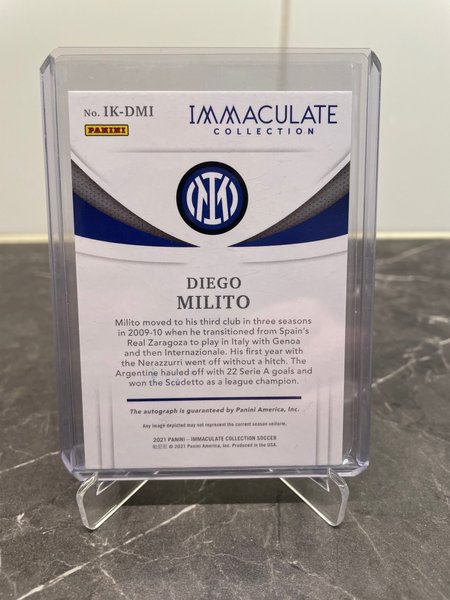 No. IK-DMI
PANINI
IMMACULATE
COLLECTION
DIEGO
MILITO
Milito moved to his third club in three seasons
in 2009-10 when he transitioned from Spain's
Real Zaragoza to play in Italy with Genoa
and then Internazionale. His first year with
the Nerazzurri went off without a hitch. The
Argentine hauled off with 22 Serie A goals and
won the Scudetto as a league champion.
The autograph is guaranteed by Panini America, Inc.
Any image depicted may not represent the current season uniform.
2021 PANINI – IMMACULATE COLLECTION SOCCER
© 2021 Panini America, Inc. Produced in the USA.